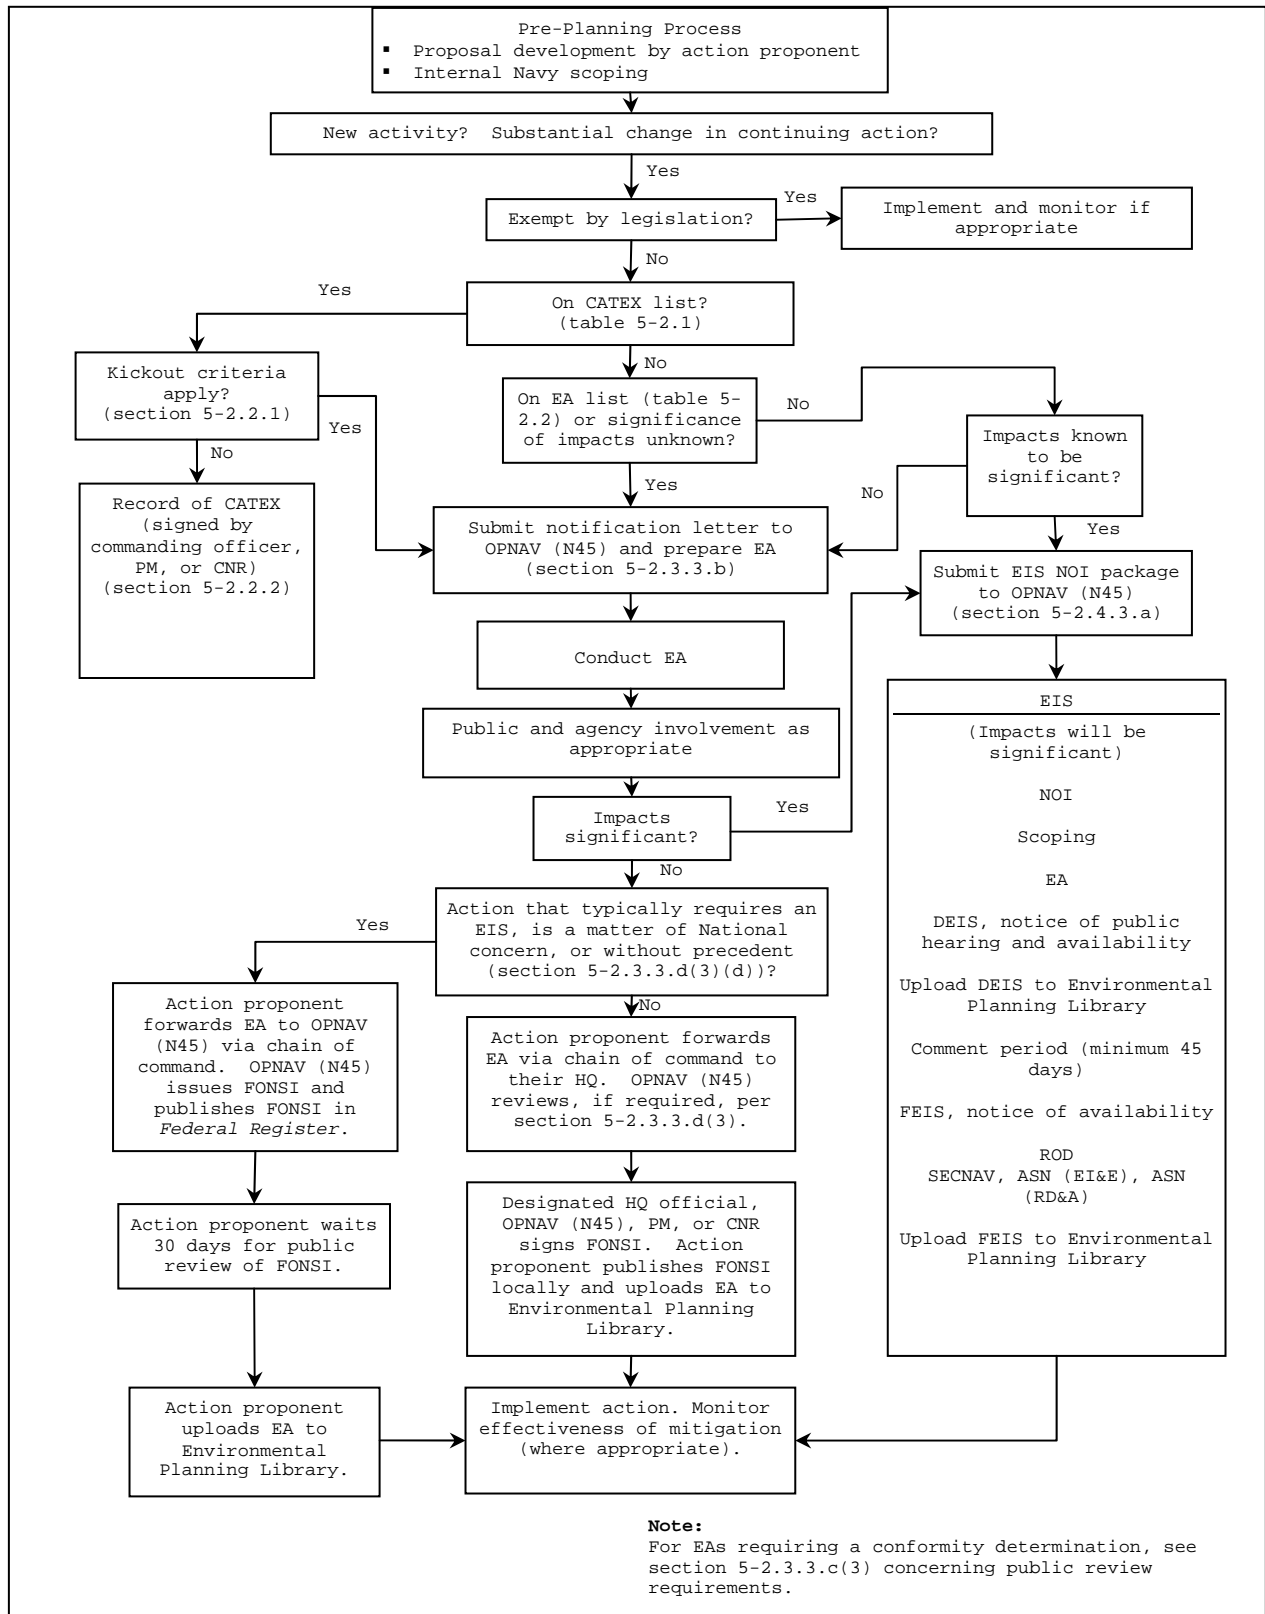 Pre-Planning Process
▪ Proposal development by action proponent
▪ Internal Navy scoping
New activity?  Substantial change in continuing action?
Yes
Exempt by legislation?
Yes
Implement and monitor if
appropriate
No
On CATEX list?
(table 5-2.1)
Yes
Kickout criteria
apply?
(section 5-2.2.1)
Yes
No
Record of CATEX
(signed by
commanding officer,
PM, or CNR)
(section 5-2.2.2)
No
On EA list (table 5-
2.2) or significance
of impacts unknown?
No
Impacts known
to be
significant?
No
Yes
Yes
Submit notification letter to
OPNAV (N45) and prepare EA
(section 5-2.3.3.b)
Submit EIS NOI package
to OPNAV (N45)
(section 5-2.4.3.a)
Conduct EA
Public and agency involvement as
appropriate
Impacts
significant?
Yes
No
Action that typically requires an
EIS, is a matter of National
concern, or without precedent
(section 5-2.3.3.d(3)(d))?
Yes
No
Action proponent
forwards EA to OPNAV
(N45) via chain of
command.  OPNAV (N45)
issues FONSI and
publishes FONSI in
Federal Register.
Action proponent waits
30 days for public
review of FONSI.
Action proponent
uploads EA to
Environmental
Planning Library.
Action proponent forwards
EA via chain of command to
their HQ.  OPNAV (N45)
reviews, if required, per
section 5-2.3.3.d(3).
Designated HQ official,
OPNAV (N45), PM, or CNR
signs FONSI.  Action
proponent publishes FONSI
locally and uploads EA to
Environmental Planning
Library.
Implement action. Monitor
effectiveness of mitigation
(where appropriate).
EIS
(Impacts will be
significant)
NOI
Scoping
EA
DEIS, notice of public
hearing and availability
Upload DEIS to Environmental
Planning Library
Comment period (minimum 45
days)
FEIS, notice of availability
ROD
SECNAV, ASN (EI&E), ASN
(RD&A)
Upload FEIS to Environmental
Planning Library
Note:
For EAs requiring a conformity determination, see
section 5-2.3.3.c(3) concerning public review
requirements.